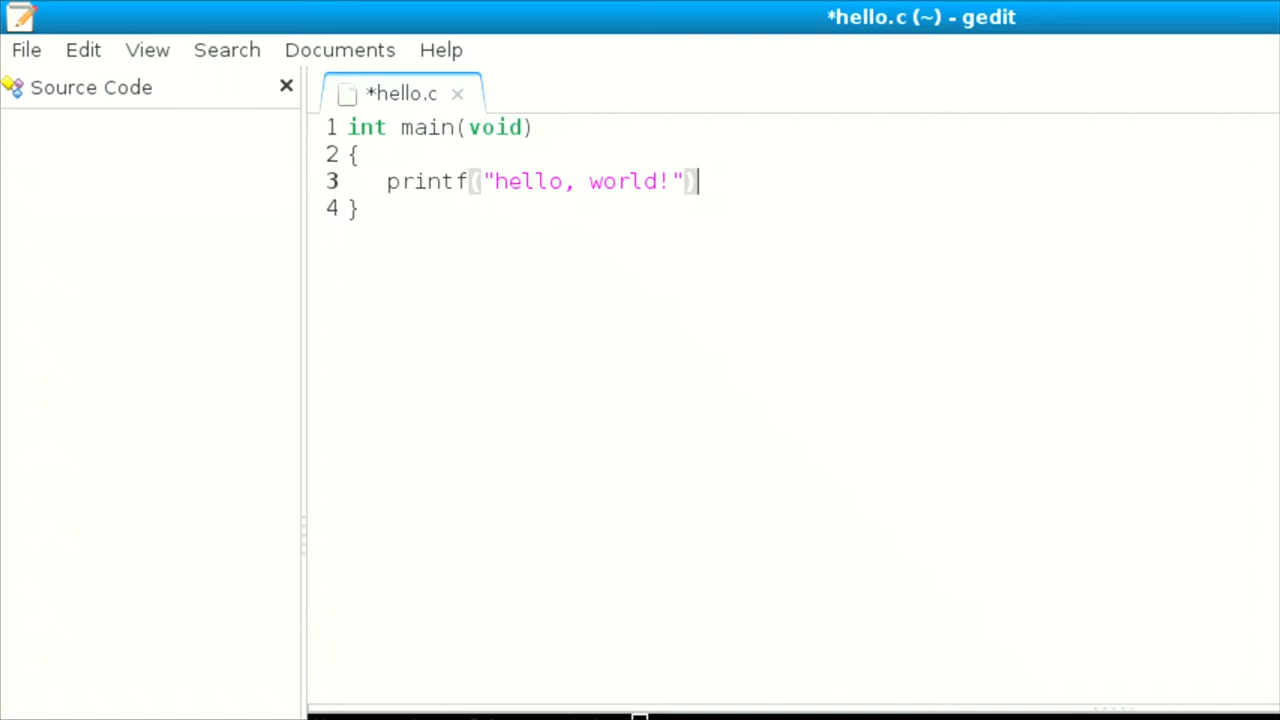 *hello.c (~) - gedit
File Edit View Search Documents Help
Source Code
*hello.c
1 int main(void)
2 {
3 printf("hello, world!")
4 }